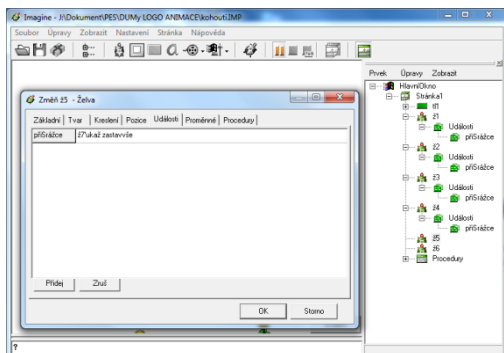 Imagine - J:\Dokument\PES\DUMy LOGO ANIMACE\kohouti.IMP
Soubor Úpravy Zobrazit Nastavení Stránka Nápověda
Prvek Úpravy Zobrazit
HlavníOkno
Stránka1
tl1
ž1
Události
přiSrážce
ž2
Události
přiSrážce
ž3
Události
přiSrážce
ž4
Události
přiSrážce
ž5
ž6
Procedury
Změň ž5 - Želva
Základní Tvar Kreslení Pozice Události Proměnné Procedury
přiSrážce ž7'ukaž zastavvše
Přidej Zruš
OK Storno
?